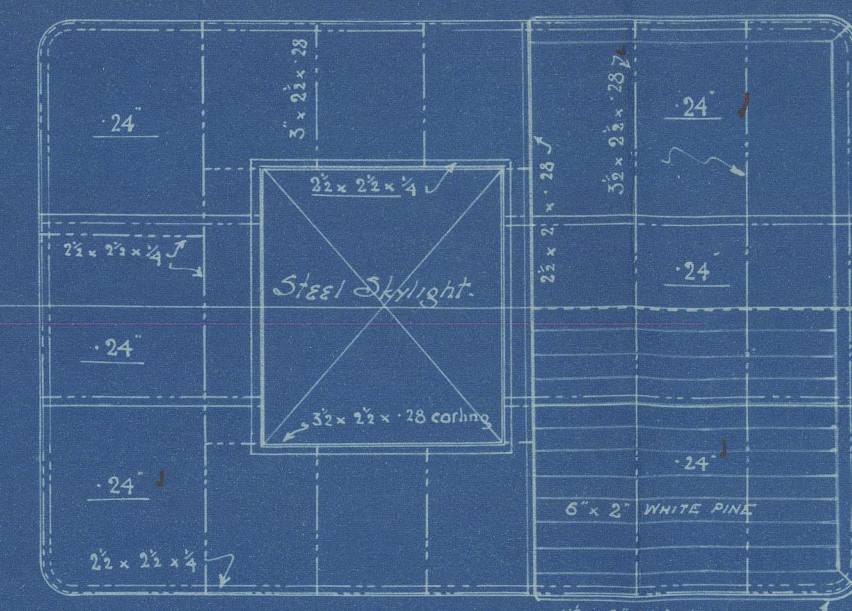 ·24"
3" x 2½ x ·28
3½ x 2½ x ·28
·24"
2½ x 2½ x ¼
2½ x 2½ x ·28
2½ x 2½ x ¼
Steel Skylight.
·24"
·24"
3½ x 2½ x ·28 carling
·24"
·24"
6" x 2" WHITE PINE
2½ x 2½ x ¼